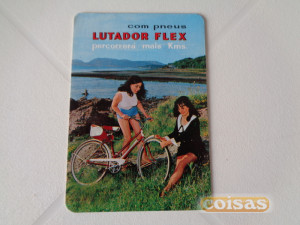 com pneus
LUTADOR FLEX
percorrerá mais Kms.
coisas